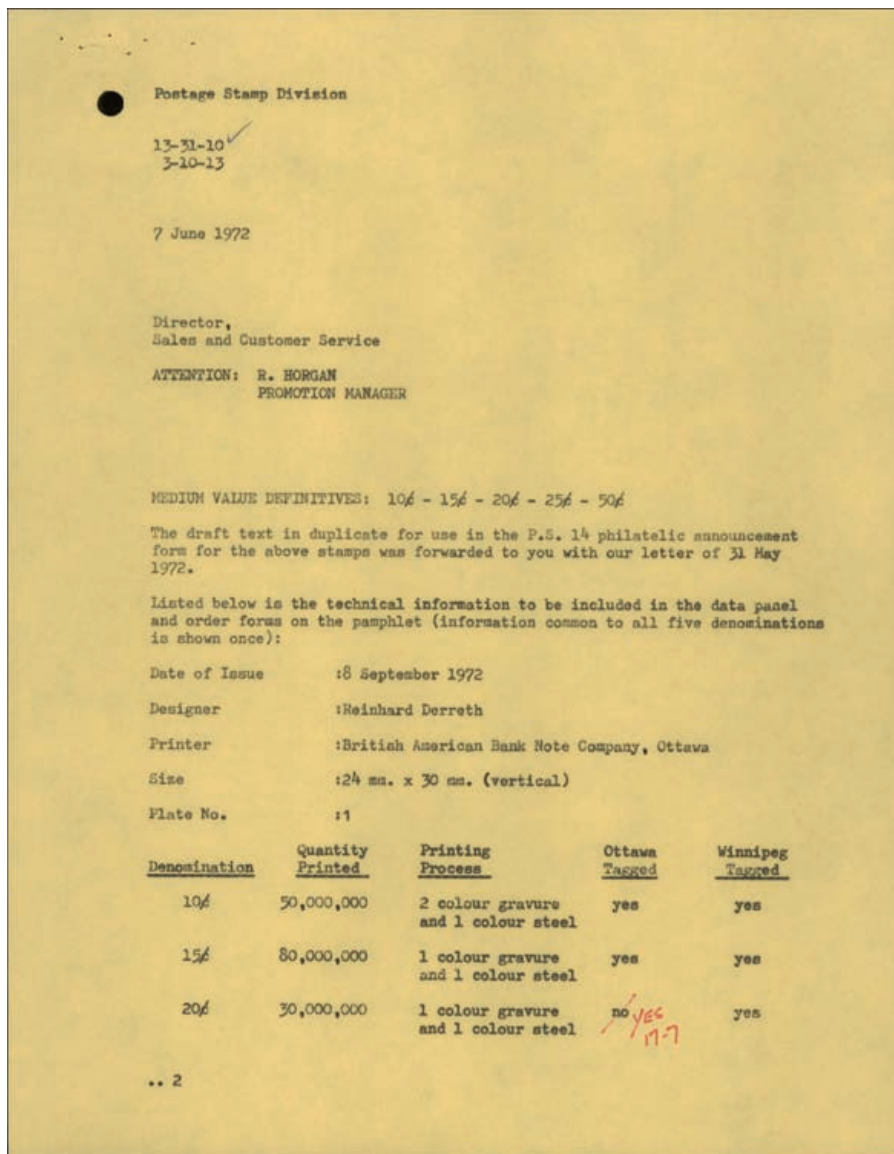 Postage Stamp Division
13-31-10✓
3-10-13
7 June 1972
Director,
Sales and Customer Service
ATTENTION: R. HORGAN
PROMOTION MANAGER
MEDIUM VALUE DEFINITIVES: 10¢ - 15¢ - 20¢ - 25¢ - 50¢
The draft text in duplicate for use in the P.S. 14 philatelic announcement
form for the above stamps was forwarded to you with our letter of 31 May
1972.
Listed below is the technical information to be included in the data panel
and order forms on the pamphlet (information common to all five denominations
is shown once):
Date of Issue :8 September 1972
Designer :Reinhard Derreth
Printer :British American Bank Note Company, Ottawa
Size :24 mm. x 30 mm. (vertical)
Plate No. :1
Quantity Printing Ottawa Winnipeg
Denomination Printed Process Tagged Tagged
10¢ 50,000,000 2 colour gravure yes yes
and 1 colour steel
15¢ 80,000,000 1 colour gravure yes yes
and 1 colour steel
20¢ 30,000,000 1 colour gravure no YES yes
and 1 colour steel 17-7
.. 2